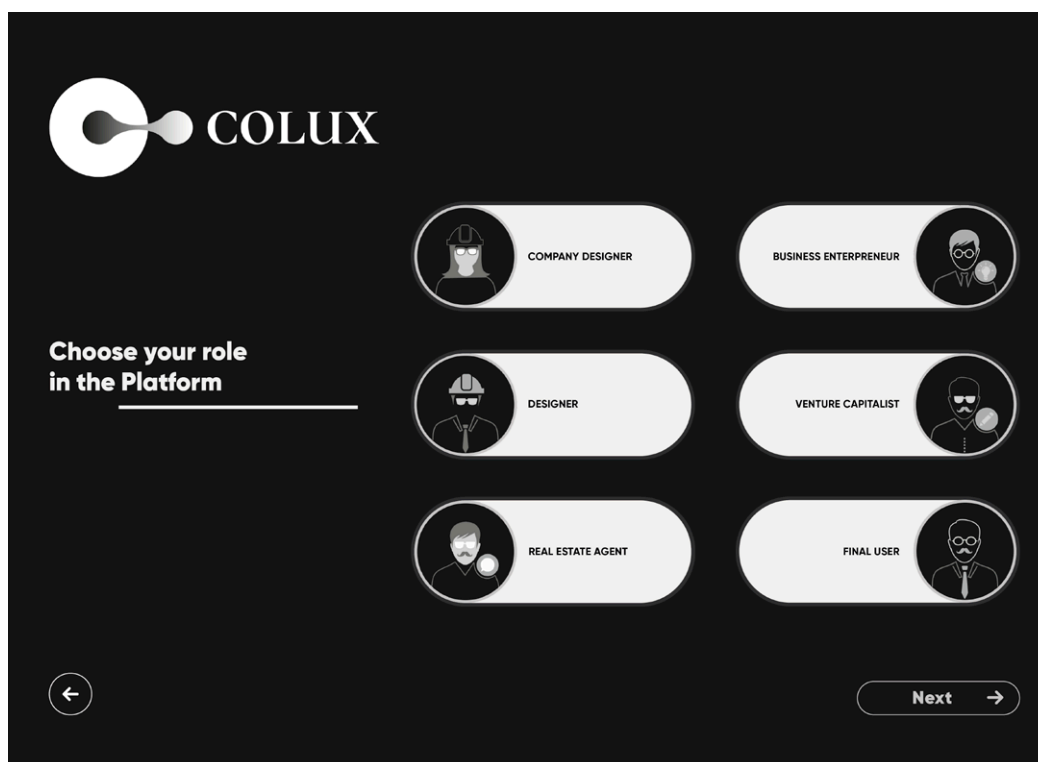 COLUX
Choose your role
in the Platform
COMPANY DESIGNER
BUSINESS ENTERPRENEUR
DESIGNER
VENTURE CAPITALIST
REAL ESTATE AGENT
FINAL USER
Next